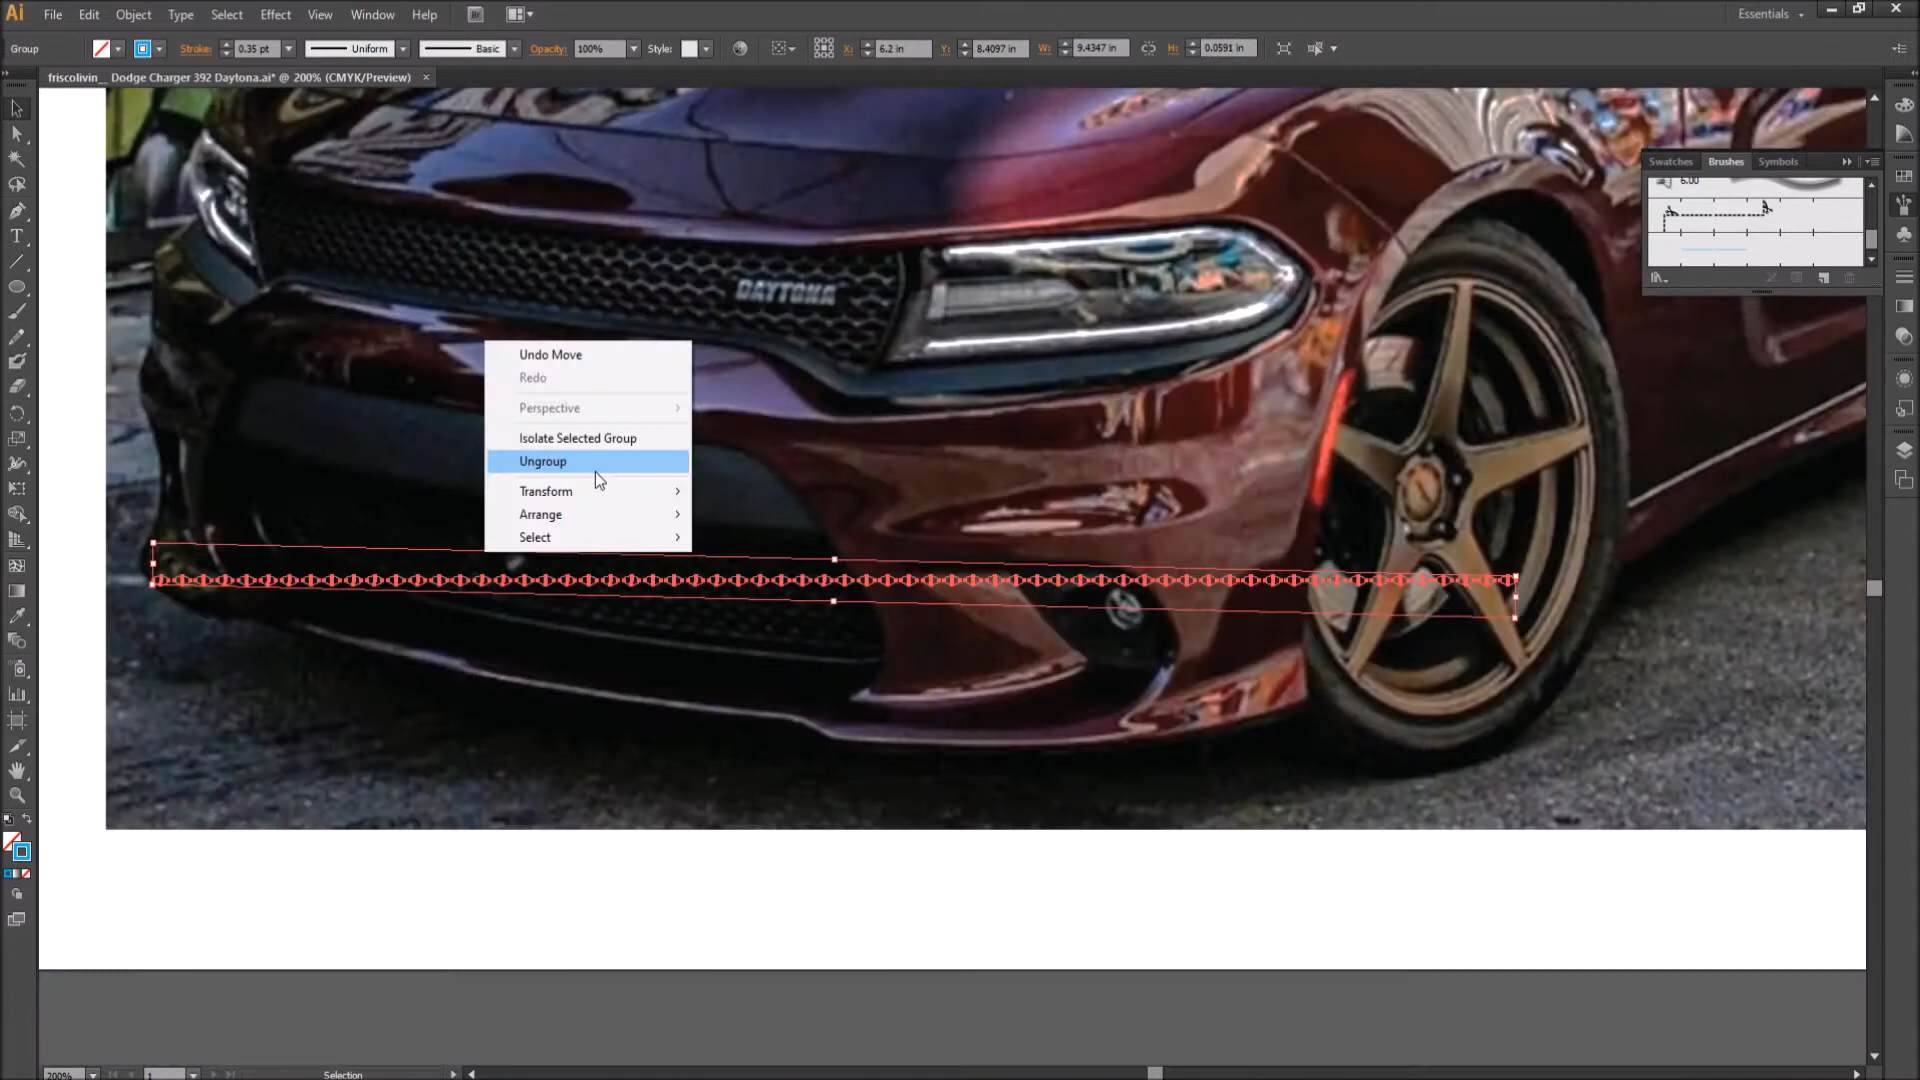 Ai File Edit Object Type Select Effect View Window Help Br Essentials
Group Stroke: 0.35 pt Uniform Basic Opacity: 100% Style: X: 6.2 in Y: 8.4097 in W: 9.4347 in H: 0.0591 in
friscolivin__ Dodge Charger 392 Daytona.ai* @ 200% (CMYK/Preview) ×
Swatches Brushes Symbols
6.00
DAYTONA
Undo Move
Redo
Perspective
Isolate Selected Group
Ungroup
Transform
Arrange
Select
200% 1 Selection